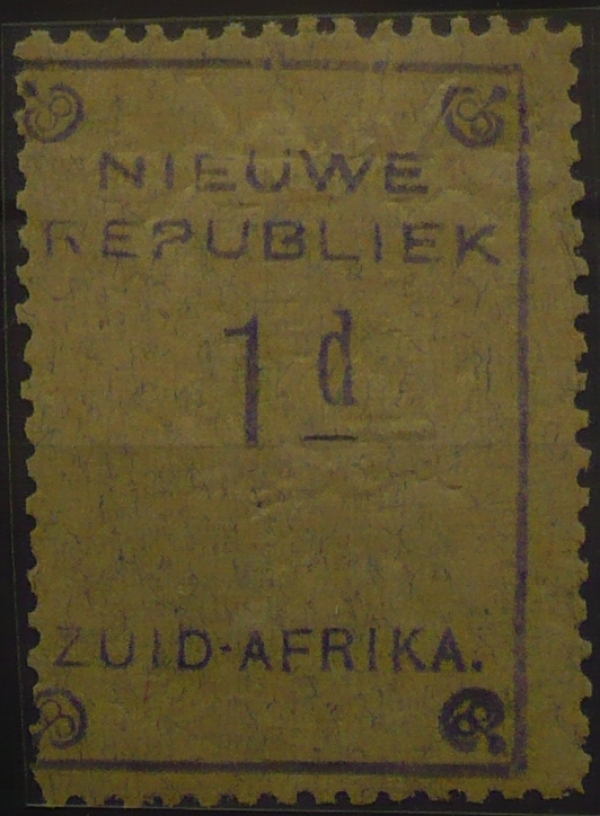 NIEUWE
REPUBLIEK
1d
ZUID-AFRIKA.